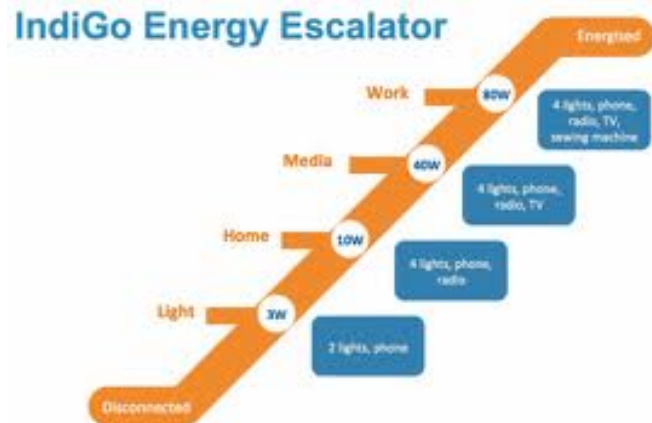 IndiGo Energy Escalator
Energised
Work
80W
4 lights, phone,
radio, TV,
sewing machine
Media
40W
4 lights, phone,
radio, TV
Home
10W
4 lights, phone,
radio
Light
3W
2 lights, phone
Disconnected